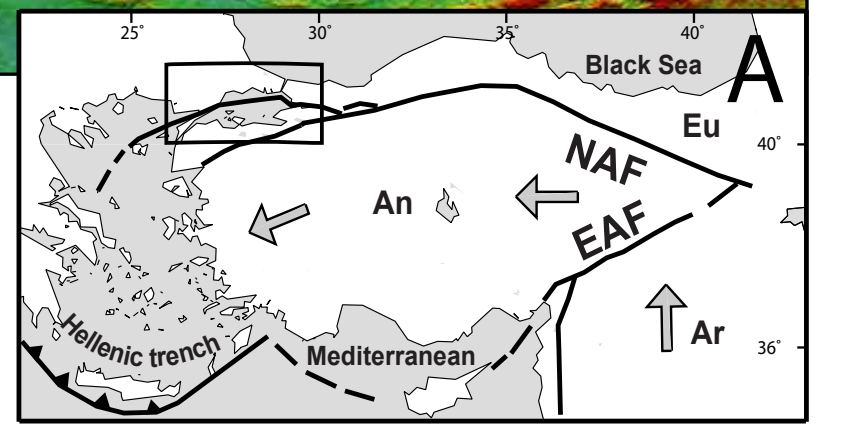 25°
30°
35°
40°
A
Black Sea
Eu
40°
NAF
An
EAF
Ar
Hellenic trench
Mediterranean
36°